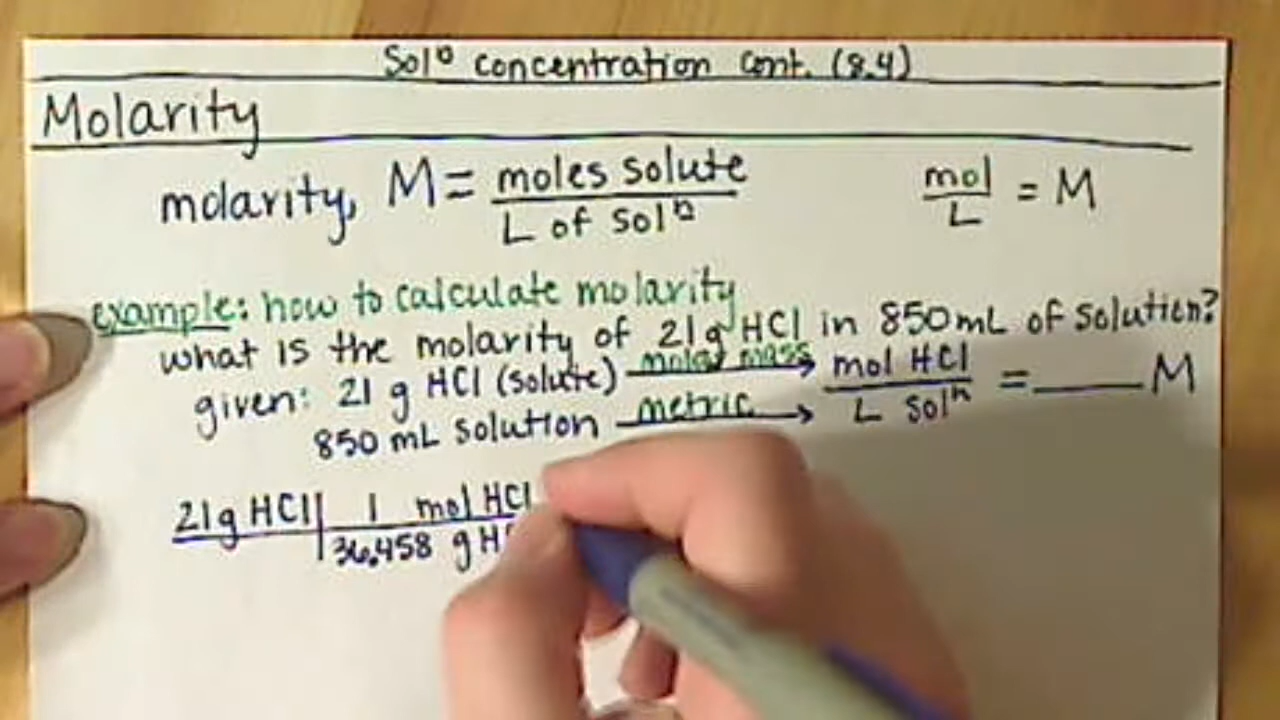 Solⁿ concentration cont. (8.4)
Molarity
molarity, M = moles solute / L of solⁿ
mol / L = M
example: how to calculate molarity
what is the molarity of 21g HCl in 850mL of solution?
given: 21 g HCl (solute) molar mass → mol HCl / L solⁿ = ____ M
850 mL solution metric →
21g HCl | 1 mol HCl
36.458 g